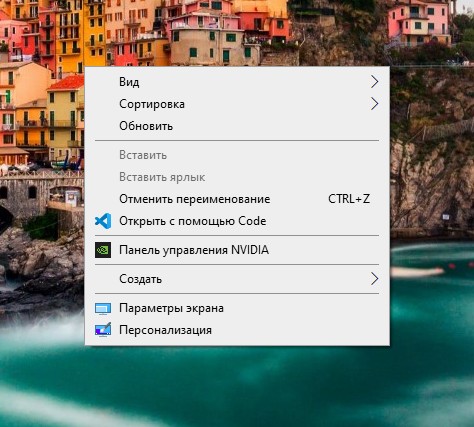 Вид
Сортировка
Обновить
Вставить
Вставить ярлык
Отменить переименование CTRL+Z
Открыть с помощью Code
Панель управления NVIDIA
Создать
Параметры экрана
Персонализация